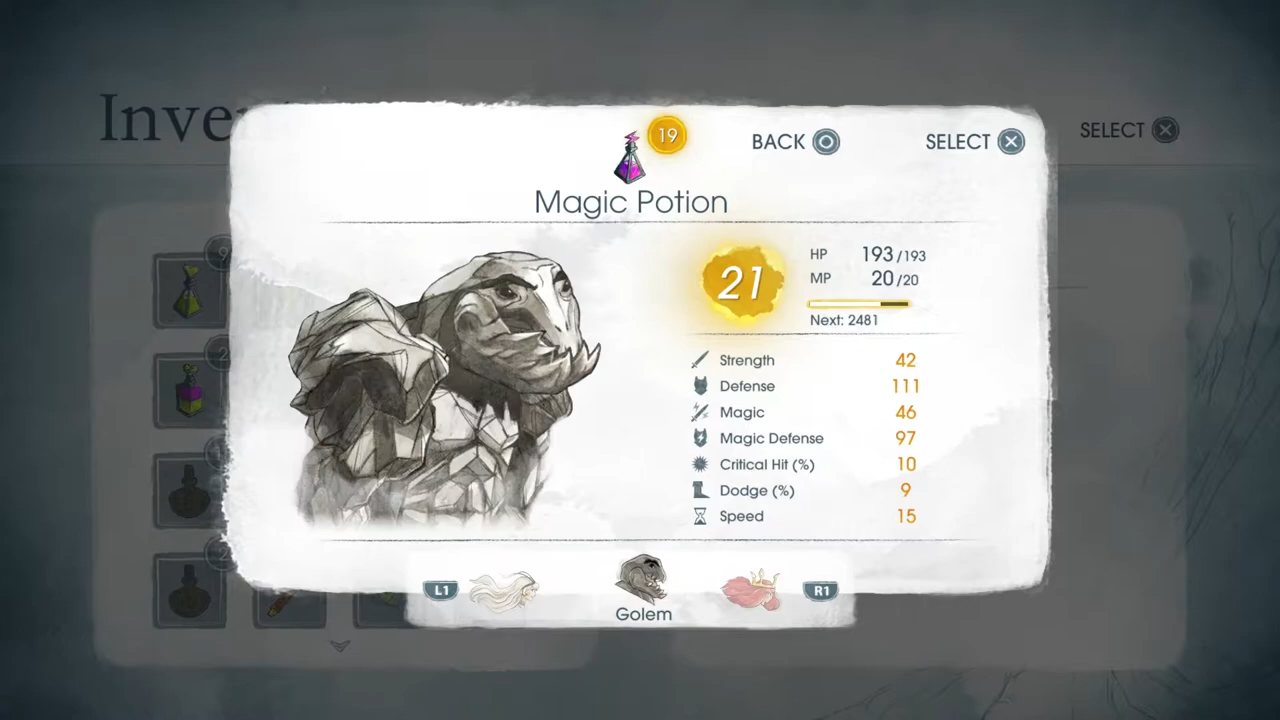 Inve
SELECT
19
BACK
SELECT
Magic Potion
21
HP 193/193
MP 20/20
Next: 2481
Strength 42
Defense 111
Magic 46
Magic Defense 97
Critical Hit (%) 10
Dodge (%) 9
Speed 15
L1
R1
Golem